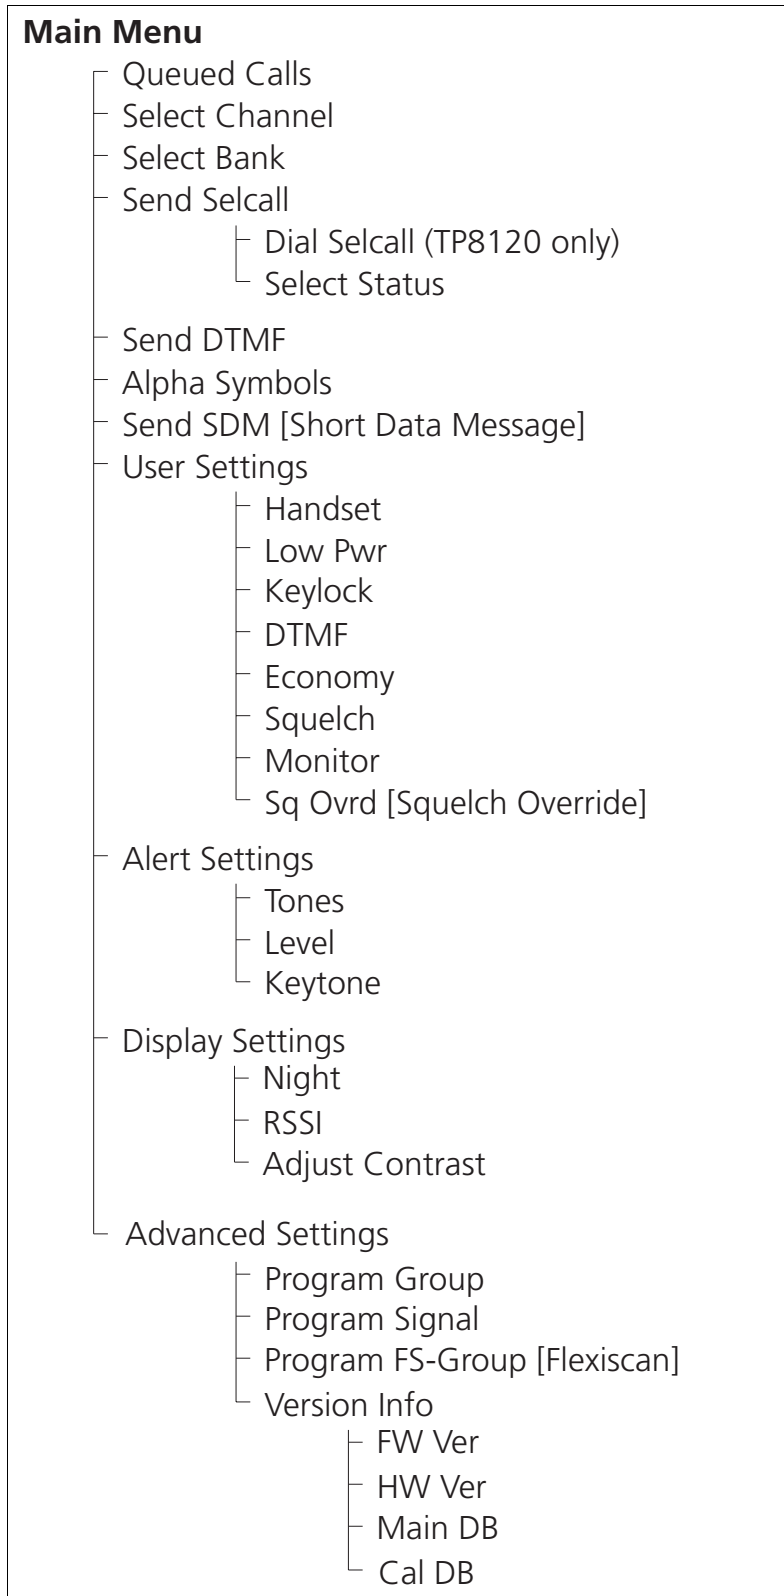 Main Menu
Queued Calls
Select Channel
Select Bank
Send Selcall
Dial Selcall (TP8120 only)
Select Status
Send DTMF
Alpha Symbols
Send SDM [Short Data Message]
User Settings
Handset
Low Pwr
Keylock
DTMF
Economy
Squelch
Monitor
Sq Ovrd [Squelch Override]
Alert Settings
Tones
Level
Keytone
Display Settings
Night
RSSI
Adjust Contrast
Advanced Settings
Program Group
Program Signal
Program FS-Group [Flexiscan]
Version Info
FW Ver
HW Ver
Main DB
Cal DB